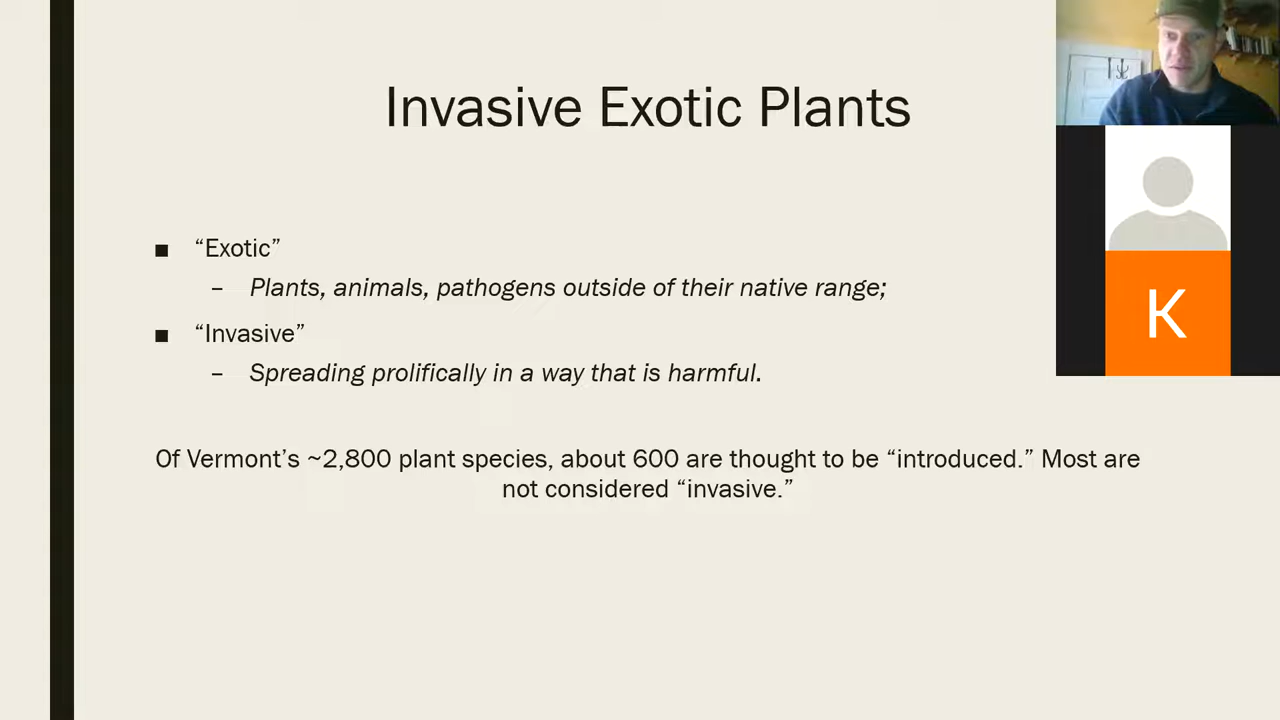 Invasive Exotic Plants
■ “Exotic”
– Plants, animals, pathogens outside of their native range;
■ “Invasive”
– Spreading prolifically in a way that is harmful.
Of Vermont’s ~2,800 plant species, about 600 are thought to be “introduced.” Most are
not considered “invasive.”
K